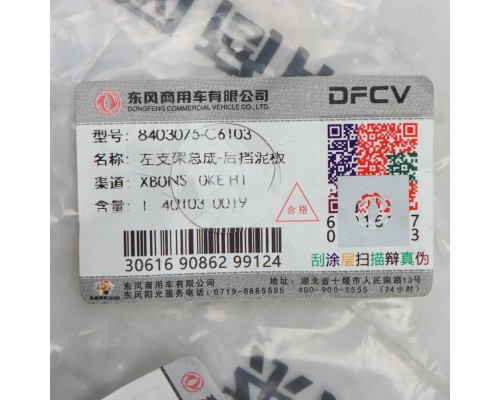 东风商用车有限公司
DONGFENG COMMERCIAL VEHICLE CO., LTD
DFCV
型号: 8403075-C6103
名称: 左支架总成-后挡泥板
渠道: XBONS OKEH1
含量: 1 40103 0019
合格
30616 90862 99124
刮涂层扫描辩真伪
东风商用车有限公司
地址: 湖北省十堰市人民南路13号
东风阳光服务电话: 0719-8885555
400-900-5555 (24小时)